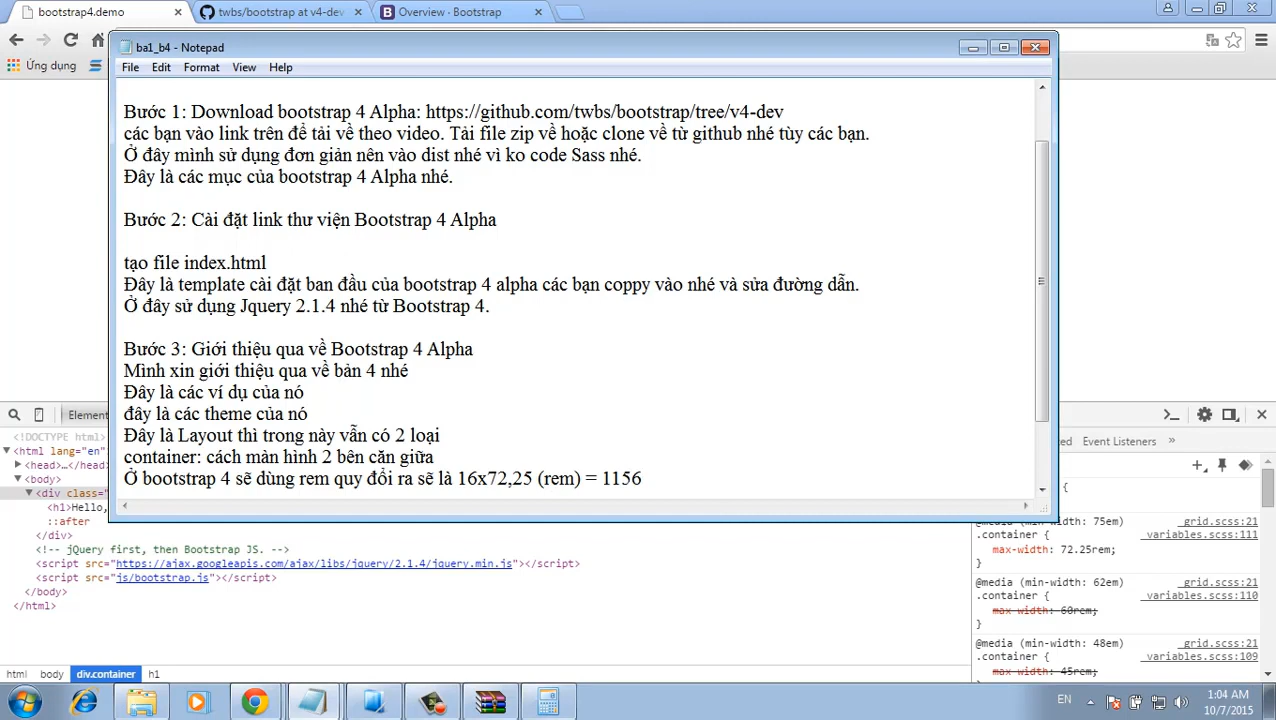 bootstrap4.demo
twbs/bootstrap at v4-dev
Overview - Bootstrap
Ứng dụng
ba1_b4 - Notepad
File Edit Format View Help
Bước 1: Download bootstrap 4 Alpha: https://github.com/twbs/bootstrap/tree/v4-dev
các bạn vào link trên để tải về theo video. Tải file zip về hoặc clone về từ github nhé tùy các bạn.
Ở đây mình sử dụng đơn giản nên vào dist nhé vì ko code Sass nhé.
Đây là các mục của bootstrap 4 Alpha nhé.
Bước 2: Cài đặt link thư viện Bootstrap 4 Alpha
tạo file index.html
Đây là template cài đặt ban đầu của bootstrap 4 alpha các bạn coppy vào nhé và sửa đường dẫn.
Ở đây sử dụng Jquery 2.1.4 nhé từ Bootstrap 4.
Bước 3: Giới thiệu qua về Bootstrap 4 Alpha
Mình xin giới thiệu qua về bản 4 nhé
Đây là các ví dụ của nó
đây là các theme của nó
Đây là Layout thì trong này vẫn có 2 loại
container: cách màn hình 2 bên căn giữa
Ở bootstrap 4 sẽ dùng rem quy đổi ra sẽ là 16x72,25 (rem) = 1156
Element
Event Listeners »
<!DOCTYPE html>
<html lang="en"
<head>…</head>
<body>
<div class="
<h1>Hello,
::after
</div>
<!-- jQuery first, then Bootstrap JS. -->
<script src="https://ajax.googleapis.com/ajax/libs/jquery/2.1.4/jquery.min.js"></script>
<script src="js/bootstrap.js"></script>
</body>
</html>
{
@media (min-width: 75em) _grid.scss:21
.container { _variables.scss:111
max-width: 72.25rem;
}
@media (min-width: 62em) _grid.scss:21
.container { _variables.scss:110
max-width: 60rem;
}
@media (min-width: 48em) _grid.scss:21
.container { _variables.scss:109
max-width: 45rem;
html body div.container h1
EN
1:04 AM
10/7/2015